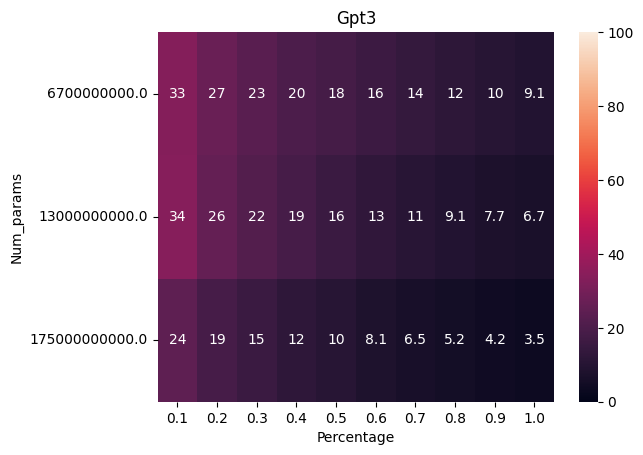 Gpt3
Num_params
6700000000.0 33 27 23 20 18 16 14 12 10 9.1
13000000000.0 34 26 22 19 16 13 11 9.1 7.7 6.7
175000000000.0 24 19 15 12 10 8.1 6.5 5.2 4.2 3.5
0.1 0.2 0.3 0.4 0.5 0.6 0.7 0.8 0.9 1.0
Percentage
100
80
60
40
20
0